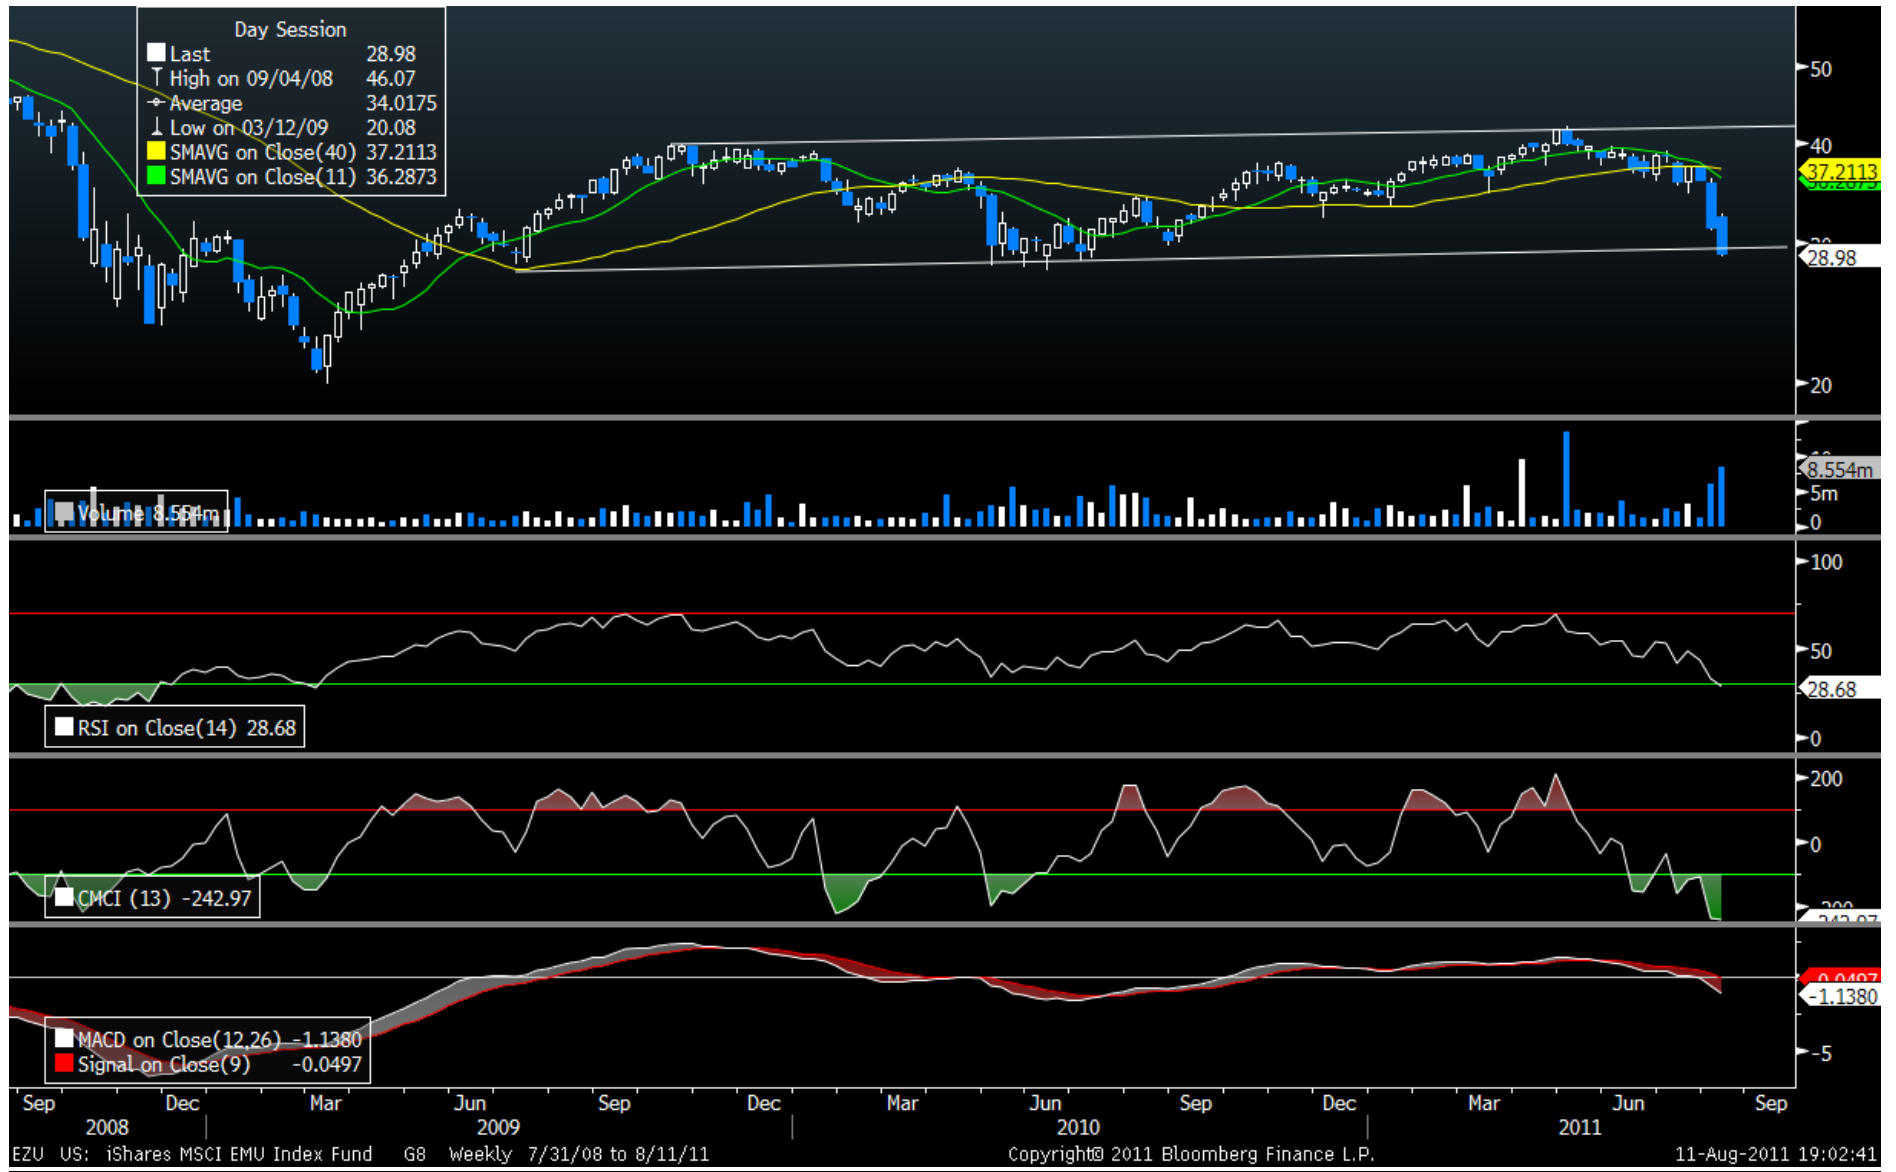 Day Session
Last 28.98
High on 09/04/08 46.07
Average 34.0175
Low on 03/12/09 20.08
SMAVG on Close(40) 37.2113
SMAVG on Close(11) 36.2873
50
40
37.2113
30
28.98
20
Volume 8.554m
8.554m
5m
0
100
50
28.68
0
RSI on Close(14) 28.68
200
0
CMCI (13) -242.97
MACD on Close(12,26) -1.1380
Signal on Close(9) -0.0497
-0.0497
-1.1380
-5
Sep Dec Mar Jun Sep Dec Mar Jun Sep Dec Mar Jun Sep
2008 2009 2010 2011
EZU US: iShares MSCI EMU Index Fund G8 Weekly 7/31/08 to 8/11/11 Copyright© 2011 Bloomberg Finance L.P. 11-Aug-2011 19:02:41